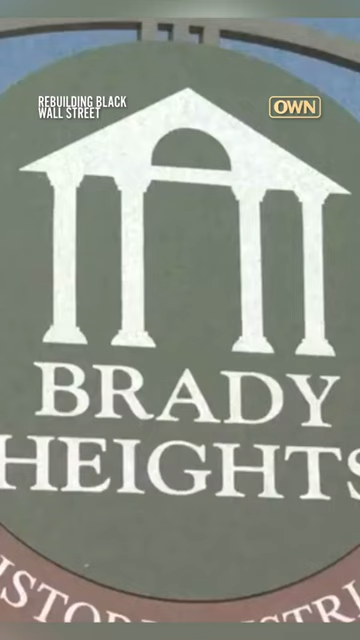 REBUILDING BLACK
WALL STREET
OWN
BRADY
HEIGHTS